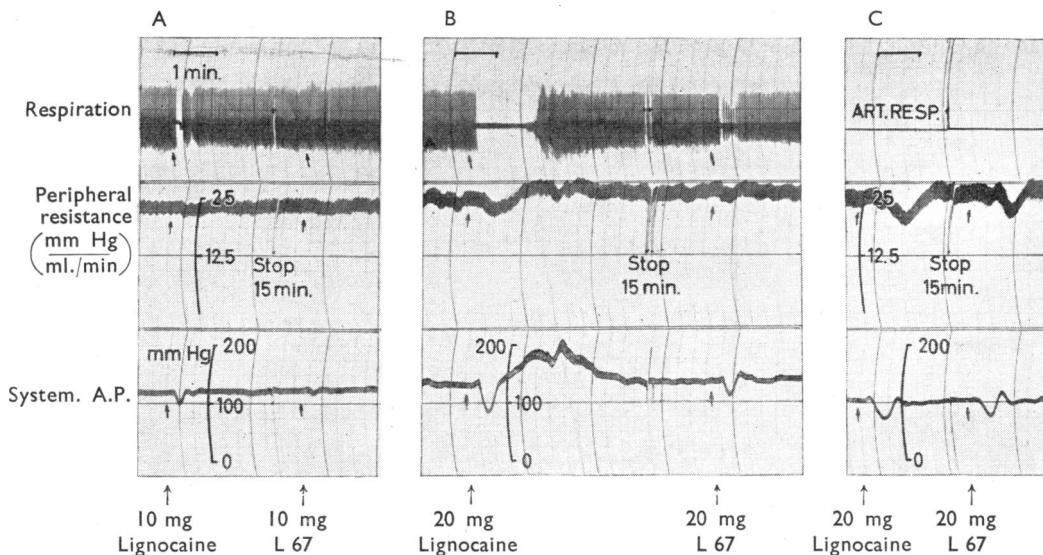 A
B
C
Respiration
1 min.
ART.RESP.
Peripheral
resistance
(mm Hg
ml./min)
25
12.5
Stop
15 min.
Stop
15 min.
25
12.5
Stop
15min.
System. A.P.
mm Hg
200
100
0
200
100
0
200
100
0
10 mg
Lignocaine
10 mg
L 67
20 mg
Lignocaine
20 mg
L 67
20 mg
Lignocaine
20 mg
L 67